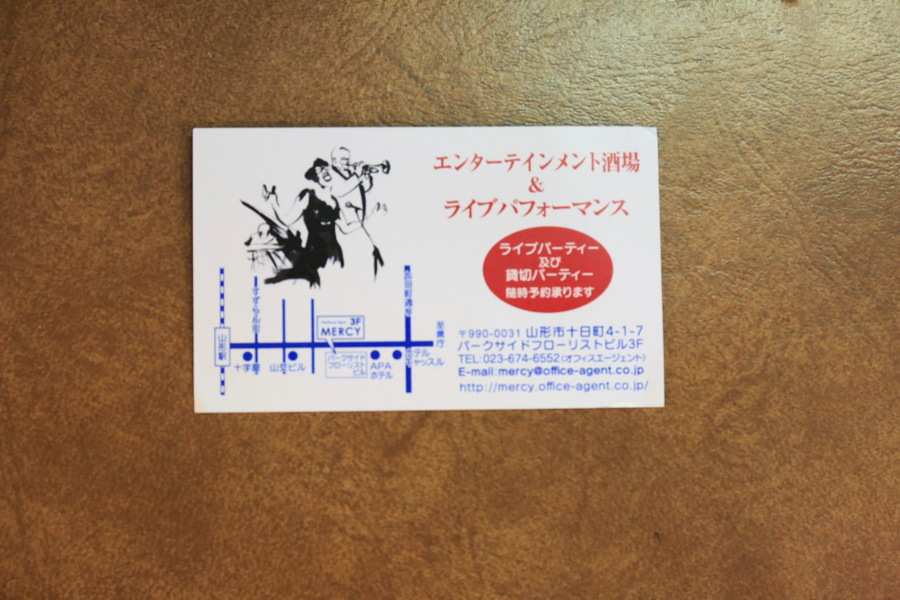 エンターテインメント酒場
&
ライブパフォーマンス
ライブパーティー
及び
貸切パーティー
随時予約承ります
〒990-0031 山形市十日町4-1-7
パークサイドフローリストビル3F
TEL:023-674-6552(オフィスエージェント)
E-mail:mercy@office-agent.co.jp
http://mercy.office-agent.co.jp/
すずらん街
3F
MERCY
山形駅
十字屋
山交ビル
パークサイド
フローリスト
ビル
APA
ホテル
ホテル
キャッスル